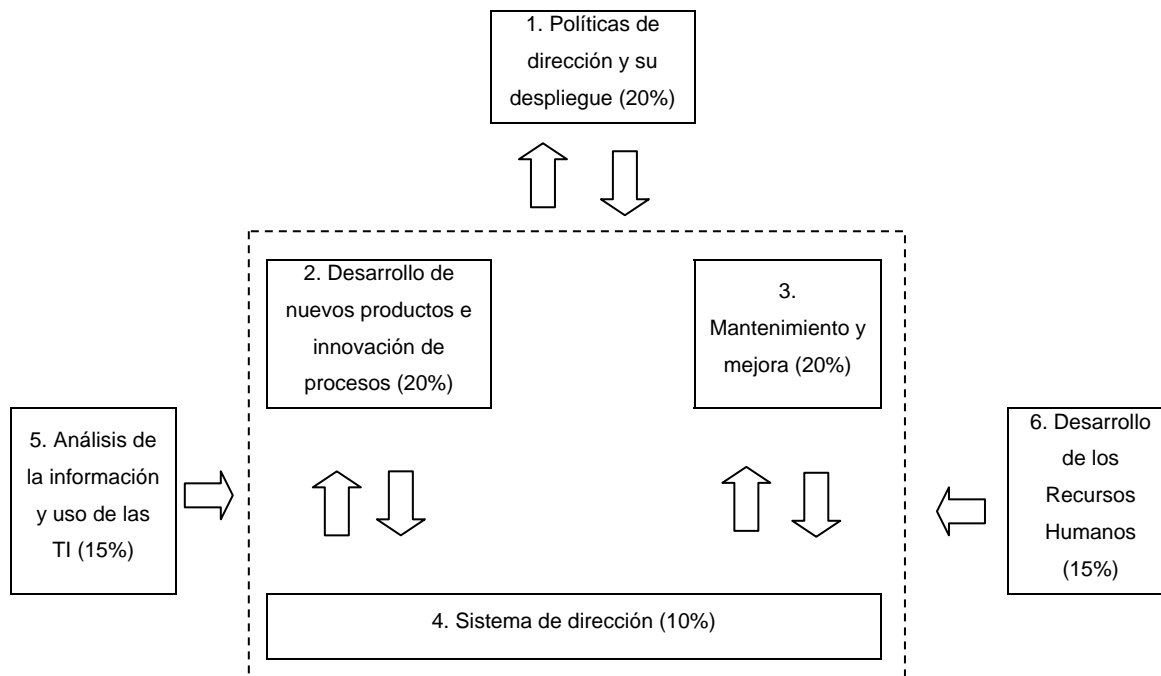 1. Políticas de
dirección y su
despliegue (20%)
2. Desarrollo de
nuevos productos e
innovación de
procesos (20%)
3.
Mantenimiento y
mejora (20%)
5. Análisis de
la información
y uso de las
TI (15%)
6. Desarrollo
de los
Recursos
Humanos
(15%)
4. Sistema de dirección (10%)